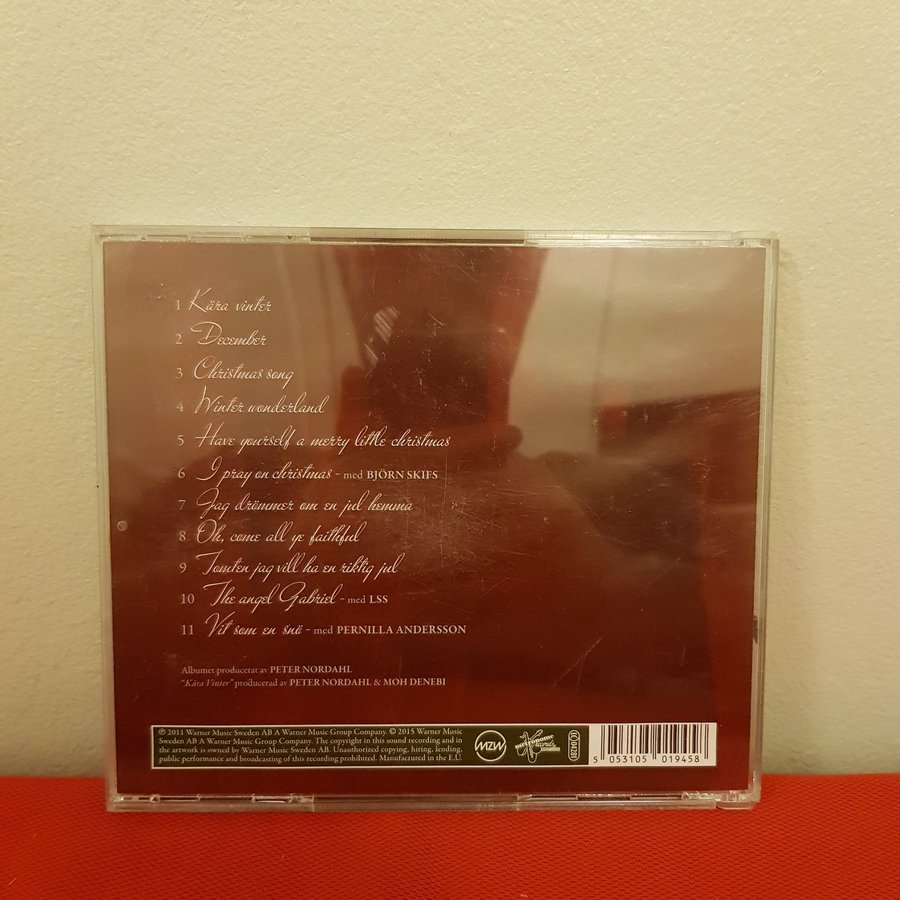 1 Kära vinter
2 December
3 Christmas song
4 Winter wonderland
5 Have yourself a merry little christmas
6 I pray on christmas - med BJÖRN SKIFS
7 Jag drömmer om en jul hemma
8 Oh, come all ye faithful
9 Tomten jag vill ha en riktig jul
10 The angel Gabriel - med LSS
11 Vit som en snö - med PERNILLA ANDERSSON
Albumet producerat av PETER NORDAHL
"Kära Vinter" producerad av PETER NORDAHL & MOH DENEBI
℗ 2011 Warner Music Sweden AB A Warner Music Group Company. © 2015 Warner Music
Sweden AB A Warner Music Group Company. The copyright in this sound recording and in
the artwork is owned by Warner Music Sweden AB. Unauthorized copying, hiring, lending,
public performance and broadcasting of this recording prohibited. Manufactured in the E.U.
5 053105 019458